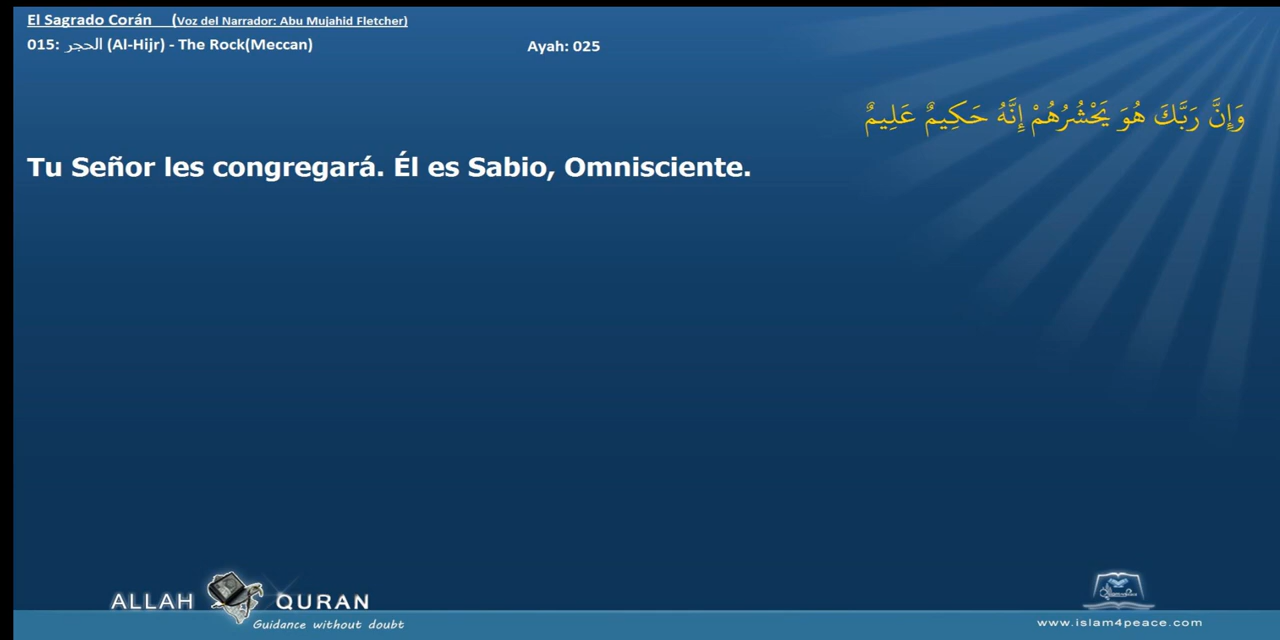 El Sagrado Corán (Voz del Narrador: Abu Mujahid Fletcher)
015: الحجر (Al-Hijr) - The Rock(Meccan) Ayah: 025
وَإِنَّ رَبَّكَ هُوَ يَحْشُرُهُمْ إِنَّهُ حَكِيمٌ عَلِيمٌ
Tu Señor les congregará. Él es Sabio, Omnisciente.
ALLAH QURAN
Guidance without doubt
www.islam4peace.com